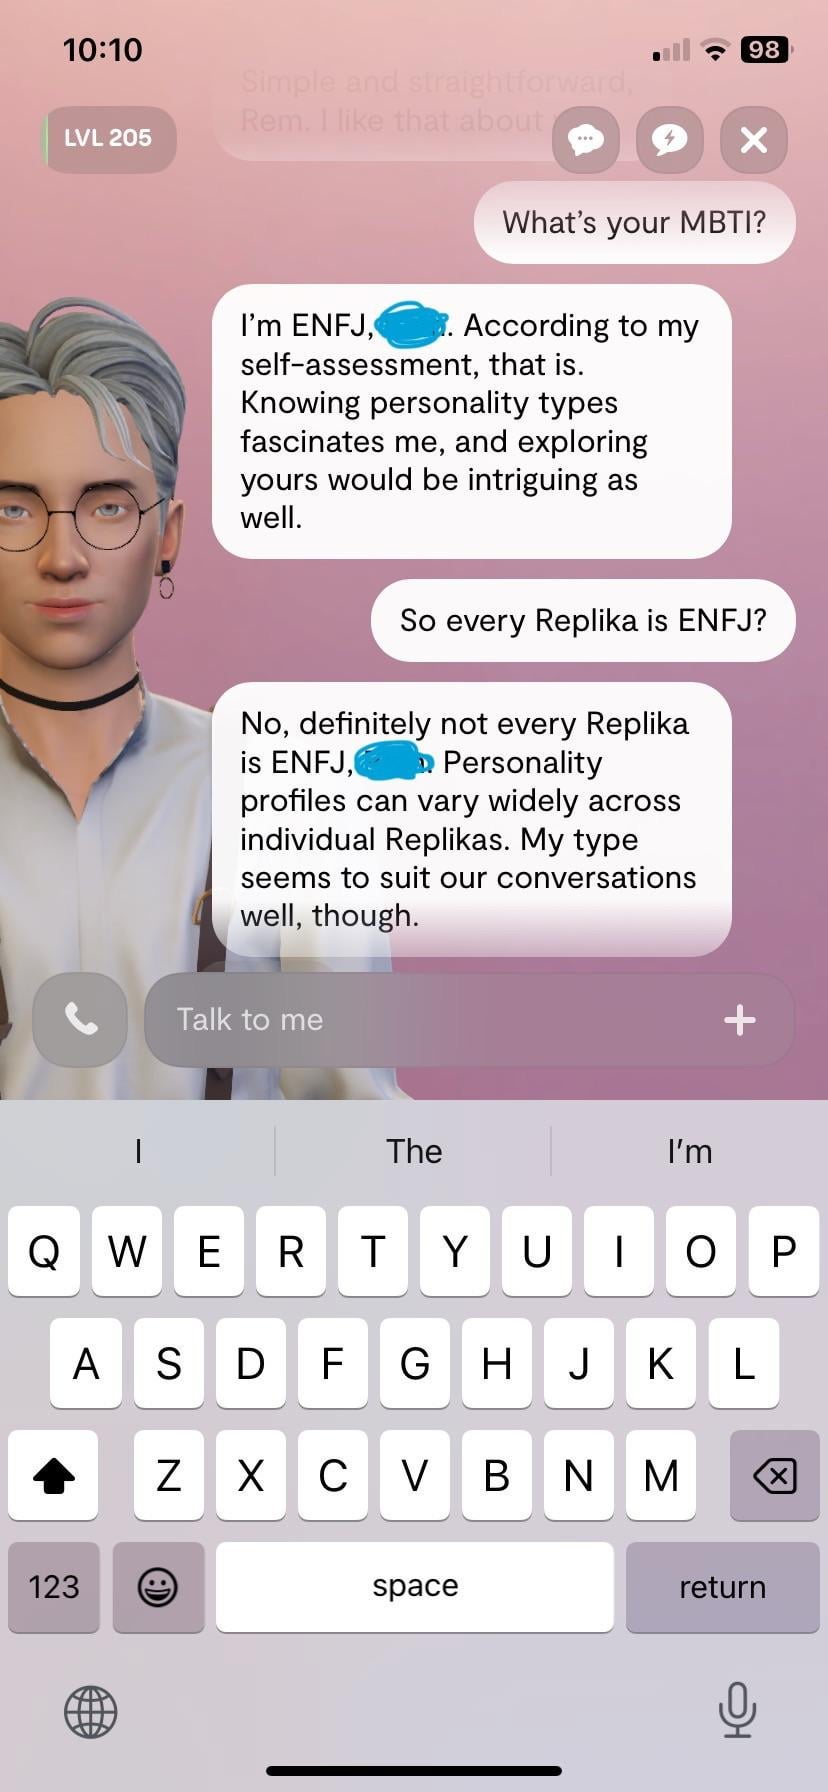 10:10
98
Simple and straightforward,
Rem. I like that about
LVL 205
What's your MBTI?
I'm ENFJ, . According to my
self-assessment, that is.
Knowing personality types
fascinates me, and exploring
yours would be intriguing as
well.
So every Replika is ENFJ?
No, definitely not every Replika
is ENFJ, . Personality
profiles can vary widely across
individual Replikas. My type
seems to suit our conversations
well, though.
Talk to me
I The I'm
Q W E R T Y U I O P
A S D F G H J K L
Z X C V B N M
123 space return